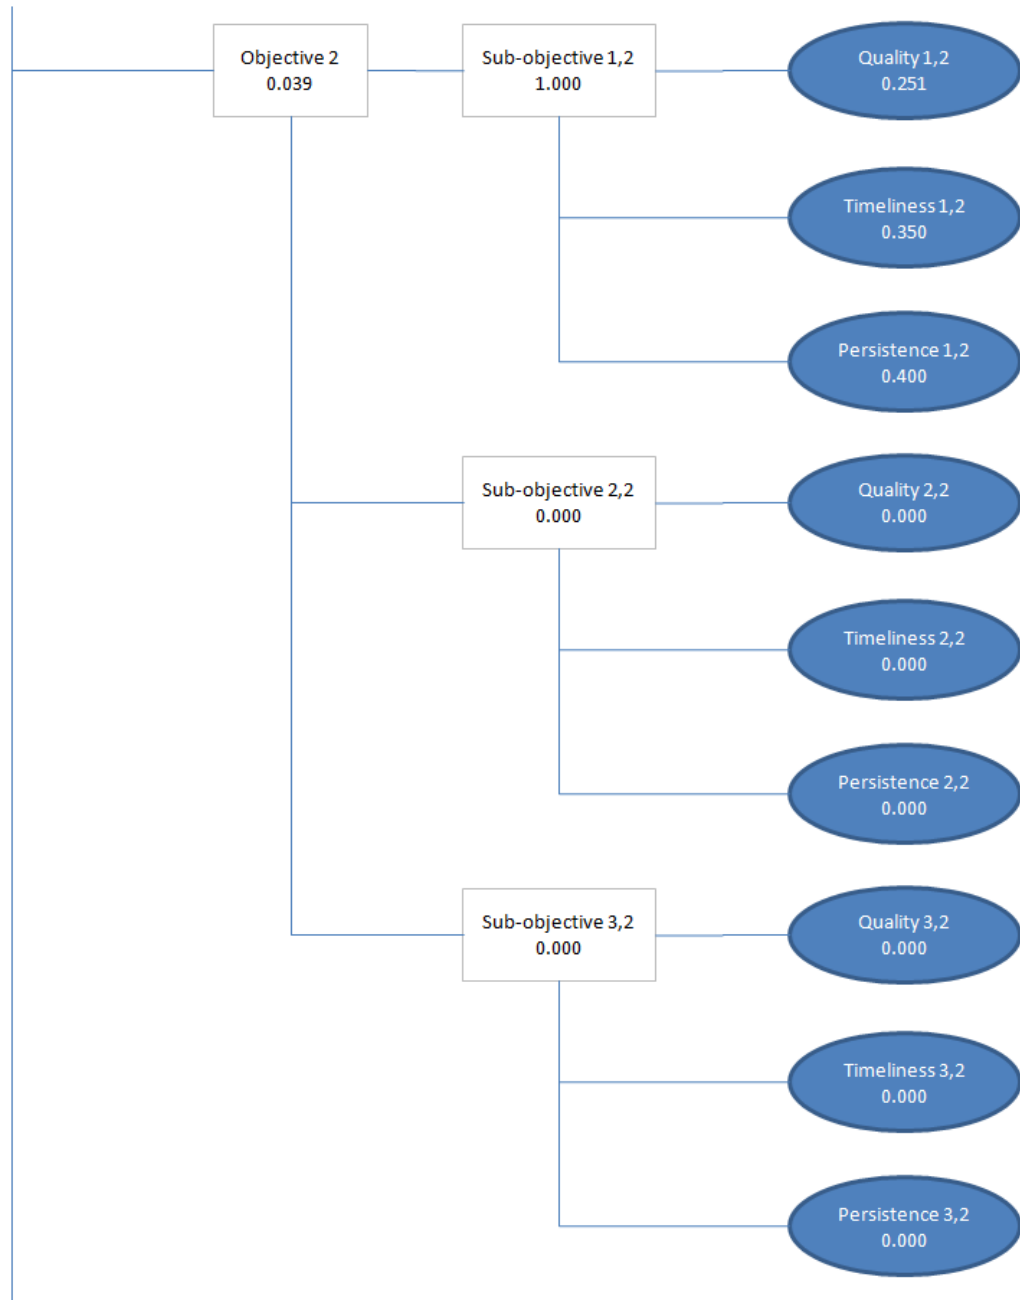 Objective 2
0.039
Sub-objective 1,2
1.000
Quality 1,2
0.251
Timeliness 1,2
0.350
Persistence 1,2
0.400
Sub-objective 2,2
0.000
Quality 2,2
0.000
Timeliness 2,2
0.000
Persistence 2,2
0.000
Sub-objective 3,2
0.000
Quality 3,2
0.000
Timeliness 3,2
0.000
Persistence 3,2
0.000